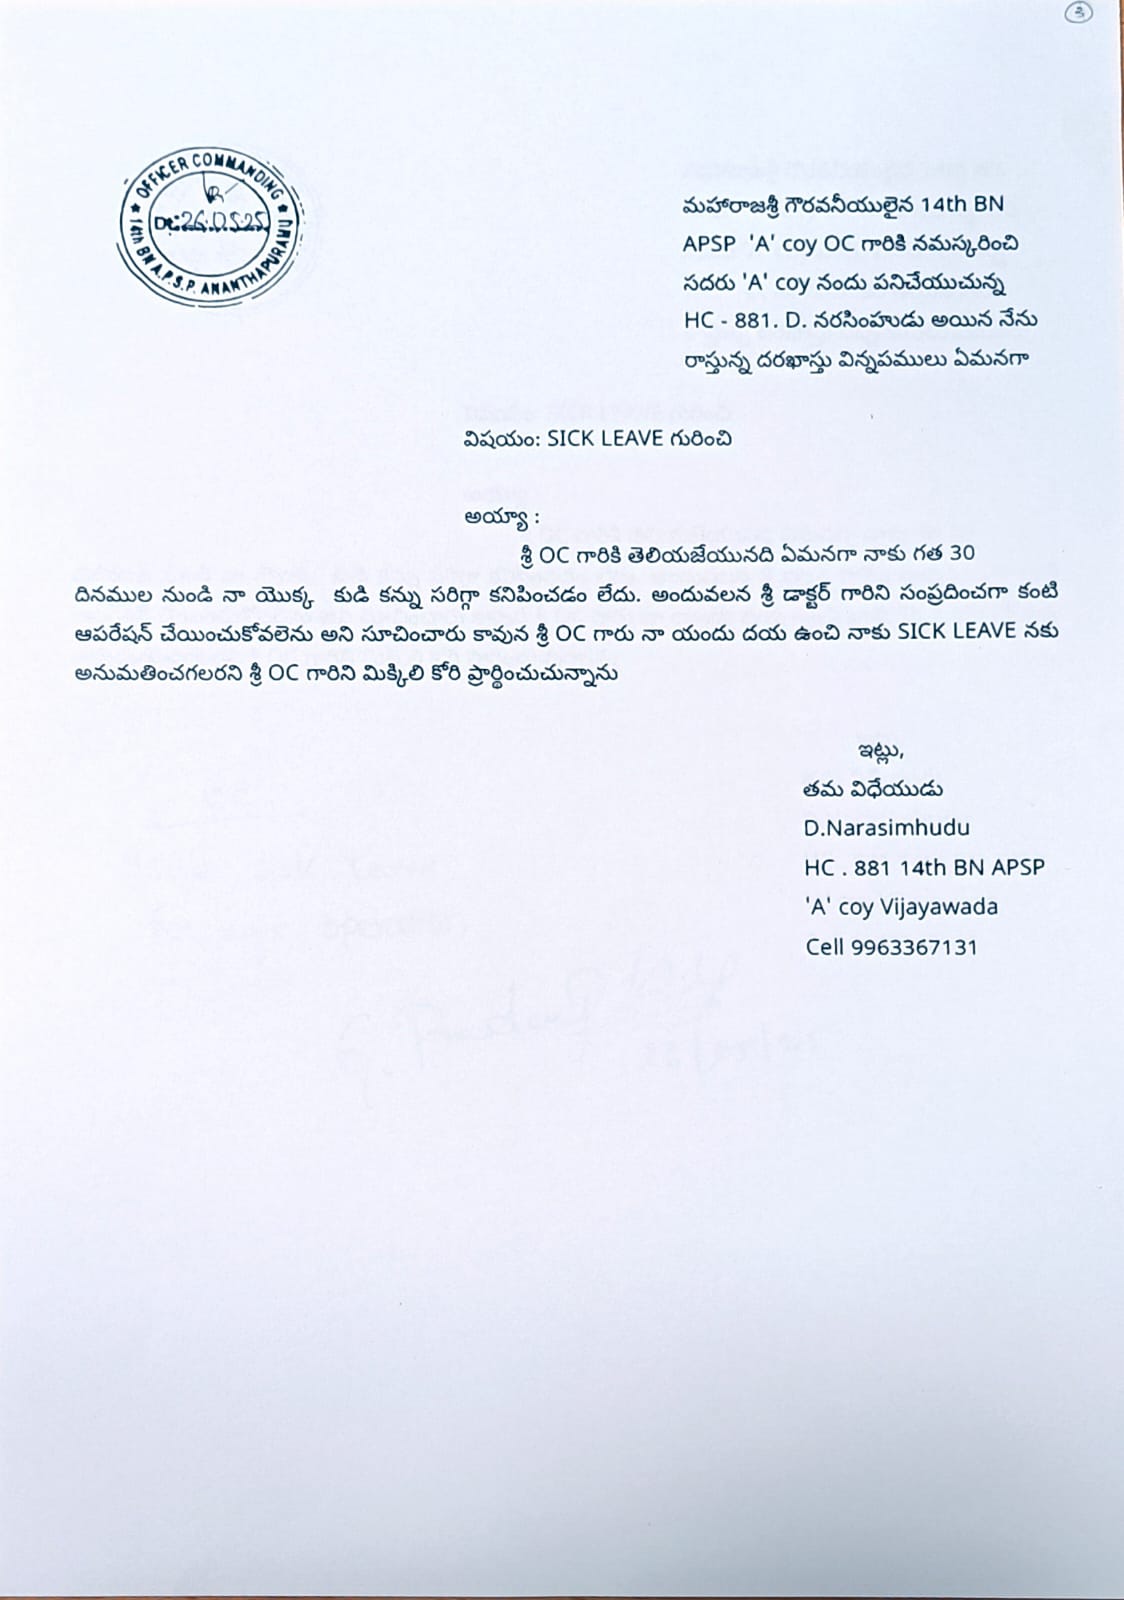 3
OFFICER COMMANDING
Dt: 26.05.25
14th BN A.P.S.P. ANANTHAPURAMU
మహారాజశ్రీ గౌరవనీయులైన 14th BN
APSP 'A' coy OC గారికి నమస్కరించి
సదరు 'A' coy నందు పనిచేయుచున్న
HC - 881. D. నరసింహుడు అయిన నేను
రాస్తున్న దరఖాస్తు విన్నపములు ఏమనగా
విషయం: SICK LEAVE గురించి
అయ్యా :
శ్రీ OC గారికి తెలియజేయునది ఏమనగా నాకు గత 30
దినముల నుండి నా యొక్క కుడి కన్ను సరిగ్గా కనిపించడం లేదు. అందువలన శ్రీ డాక్టర్ గారిని సంప్రదించగా కంటి
ఆపరేషన్ చేయించుకోవలెను అని సూచించారు కావున శ్రీ OC గారు నా యందు దయ ఉంచి నాకు SICK LEAVE నకు
అనుమతించగలరని శ్రీ OC గారిని మిక్కిలి కోరి ప్రార్థించుచున్నాను
ఇట్లు,
తమ విధేయుడు
D.Narasimhudu
HC . 881 14th BN APSP
'A' coy Vijayawada
Cell 9963367131